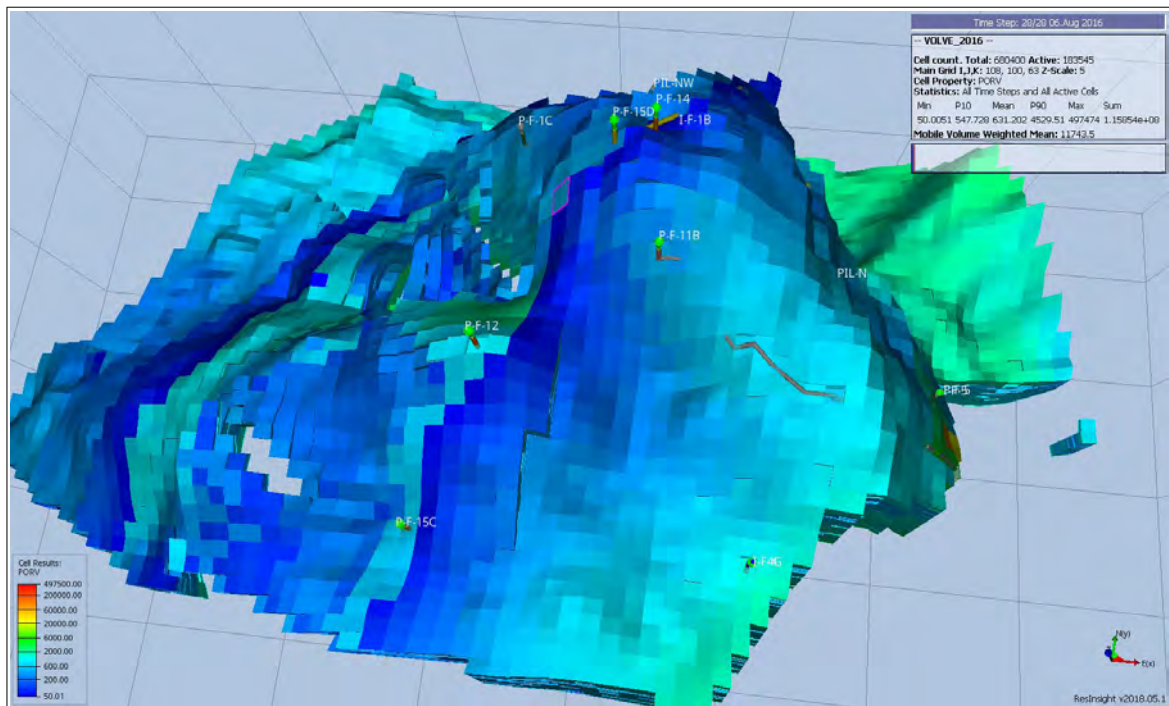 Time Step: 20/20 06.Aug 2016
-- VOLVE_2016 --
Cell count. Total: 680400 Active: 183545
Main Grid I,J,K: 108, 100, 63 Z-Scale: 5
Cell Property: PORV
Statistics: All Time Steps and All Active Cells
Min P10 Mean P90 Max Sum
50.0051 547.728 631.202 4529.51 497474 1.15854e+08
Mobile Volume Weighted Mean: 11743.5
PIL-NW
P-F-14
P-F-1C
P-F-15D
I-F-1B
P-F-11B
PIL-N
P-F-12
P-F-15C
Cell Results:
PORV
497500.00
200000.00
60000.00
20000.00
6000.00
2000.00
600.00
200.00
50.01
N(y)
E(x)
ResInsight v2018.05.1